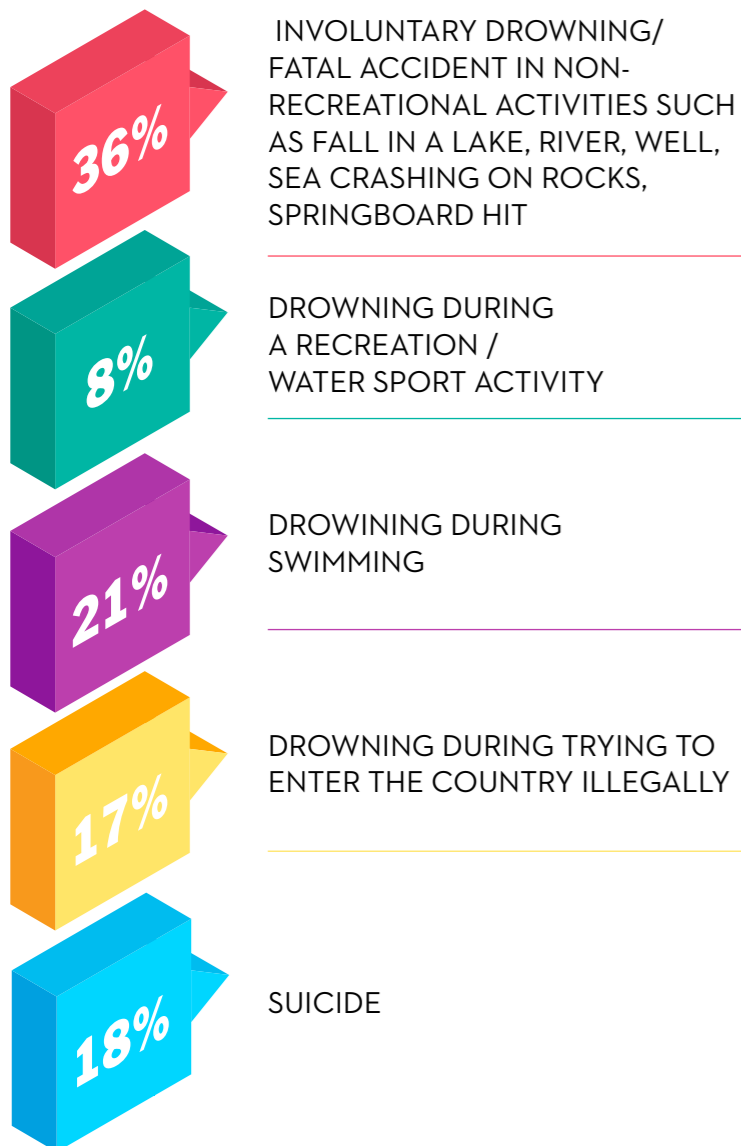 36%
INVOLUNTARY DROWNING/
FATAL ACCIDENT IN NON-
RECREATIONAL ACTIVITIES SUCH
AS FALL IN A LAKE, RIVER, WELL,
SEA CRASHING ON ROCKS,
SPRINGBOARD HIT
8%
DROWNING DURING
A RECREATION /
WATER SPORT ACTIVITY
21%
DROWINING DURING
SWIMMING
17%
DROWNING DURING TRYING TO
ENTER THE COUNTRY ILLEGALLY
18%
SUICIDE